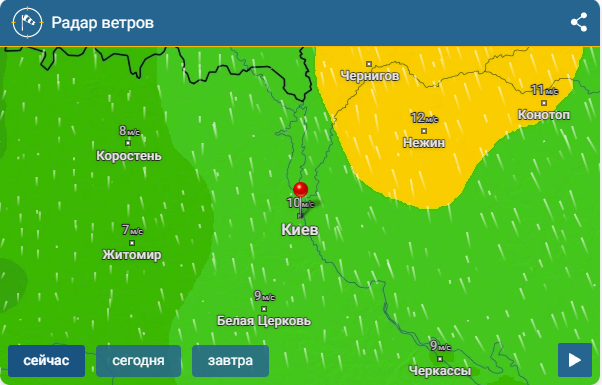 Радар ветров
Чернигов
11 м/с
Конотоп
12 м/с
Нежин
8 м/с
Коростень
10 м/с
Киев
7 м/с
Житомир
9 м/с
Белая Церковь
9 м/с
Черкассы
сейчас
сегодня
завтра